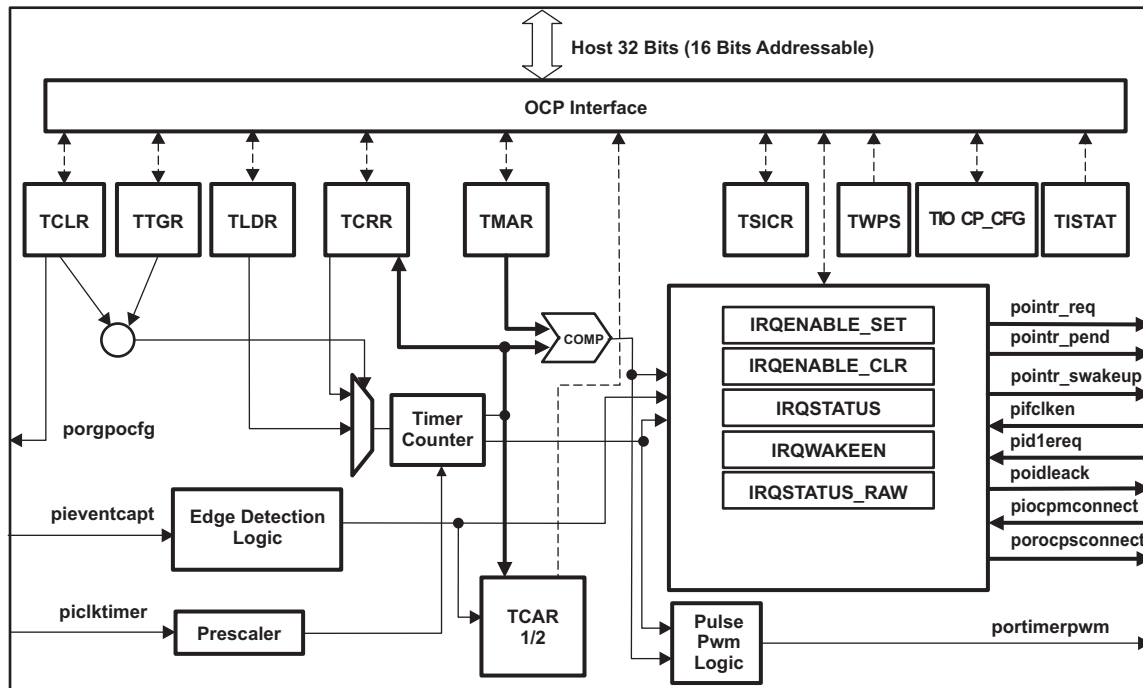 Host 32 Bits (16 Bits Addressable)
OCP Interface
TCLR
TTGR
TLDR
TCRR
TMAR
TSICR
TWPS
TIO CP_CFG
TISTAT
COMP
IRQENABLE_SET
IRQENABLE_CLR
IRQSTATUS
IRQWAKEEN
IRQSTATUS_RAW
pointr_req
pointr_pend
pointr_swakeup
pifclken
pid1ereq
poidleack
piocpmconnect
porocpsconnect
porgpocfg
Timer
Counter
pieventcapt
Edge Detection
Logic
piclktimer
Prescaler
TCAR
1/2
Pulse
Pwm
Logic
portimerpwm